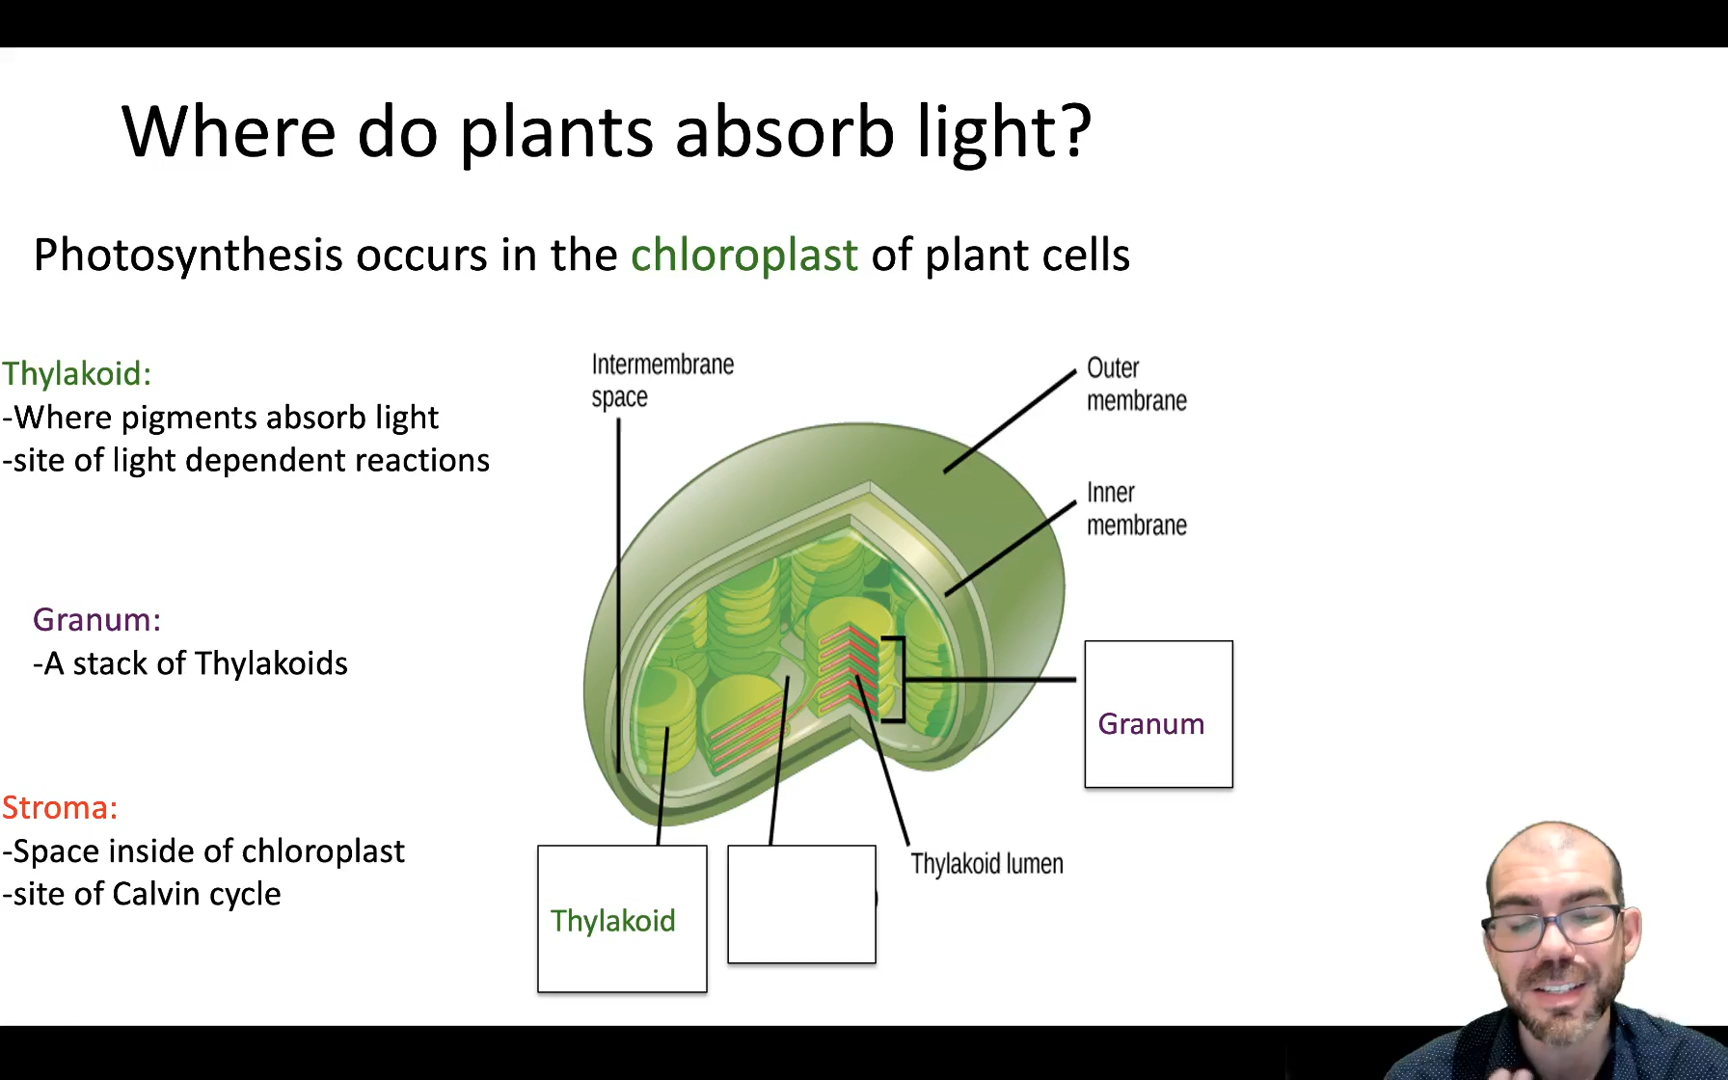 Where do plants absorb light?
Photosynthesis occurs in the chloroplast of plant cells
Thylakoid:
-Where pigments absorb light
-site of light dependent reactions
Granum:
-A stack of Thylakoids
Stroma:
-Space inside of chloroplast
-site of Calvin cycle
Intermembrane
space
Outer
membrane
Inner
membrane
Granum
Thylakoid lumen
Thylakoid